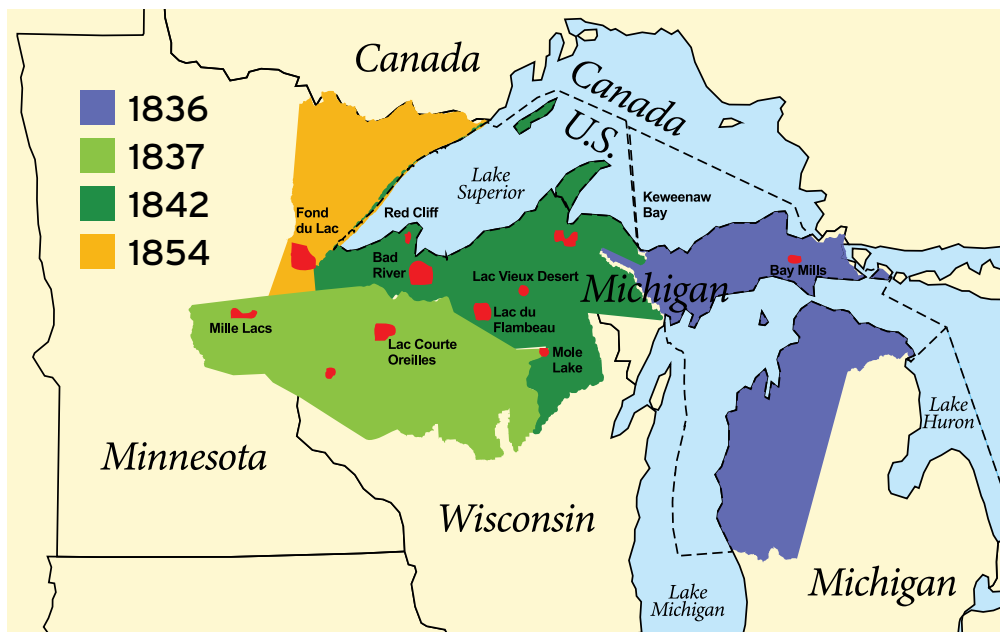 Canada
Canada
U.S.
1836
1837
1842
1854
Lake
Superior
Keweenaw
Bay
Fond
du Lac
Red Cliff
Bad
River
Lac Vieux Desert
Michigan
Bay Mills
Lac du
Flambeau
Mille Lacs
Lac Courte
Oreilles
Mole
Lake
Lake
Huron
Minnesota
Wisconsin
Michigan
Lake
Michigan